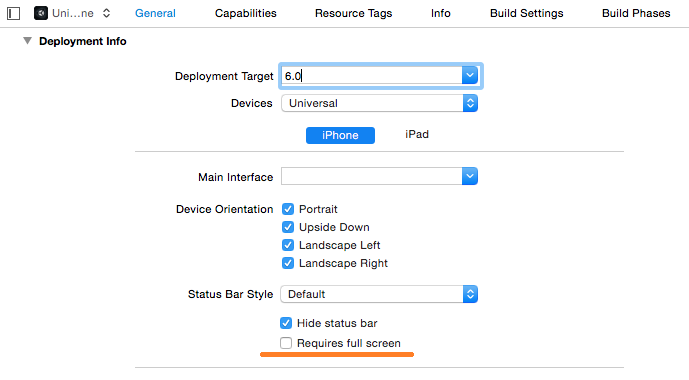 Uni...ne General Capabilities Resource Tags Info Build Settings Build Phases
Deployment Info
Deployment Target 6.0
Devices Universal
iPhone iPad
Main Interface
Device Orientation Portrait
Upside Down
Landscape Left
Landscape Right
Status Bar Style Default
Hide status bar
Requires full screen